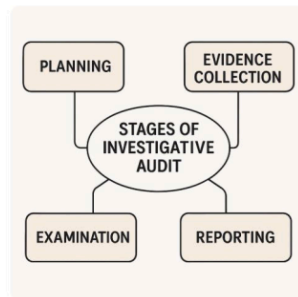 PLANNING
EVIDENCE
COLLECTION
STAGES OF
INVESTIGATIVE
AUDIT
EXAMINATION
REPORTING